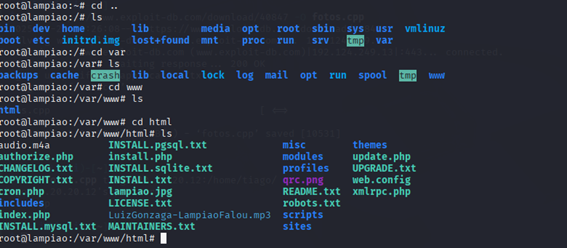 root@lampiao:~# cd ..
root@lampiao:/# ls
bin dev home lib media opt root sbin sys usr vmlinuz
boot etc initrd.img lost+found mnt proc run srv tmp var
root@lampiao:/# cd var
root@lampiao:/var# ls
backups cache crash lib local lock log mail opt run spool tmp www
root@lampiao:/var# cd www
root@lampiao:/var/www# ls
html
root@lampiao:/var/www# cd html
root@lampiao:/var/www/html# ls
audio.m4a INSTALL.pgsql.txt misc themes
authorize.php install.php modules update.php
CHANGELOG.txt INSTALL.sqlite.txt profiles UPGRADE.txt
COPYRIGHT.txt INSTALL.txt qrc.png web.config
cron.php lampiao.jpg README.txt xmlrpc.php
includes LICENSE.txt robots.txt
index.php LuizGonzaga-LampiaoFalou.mp3 scripts
INSTALL.mysql.txt MAINTAINERS.txt sites
root@lampiao:/var/www/html#